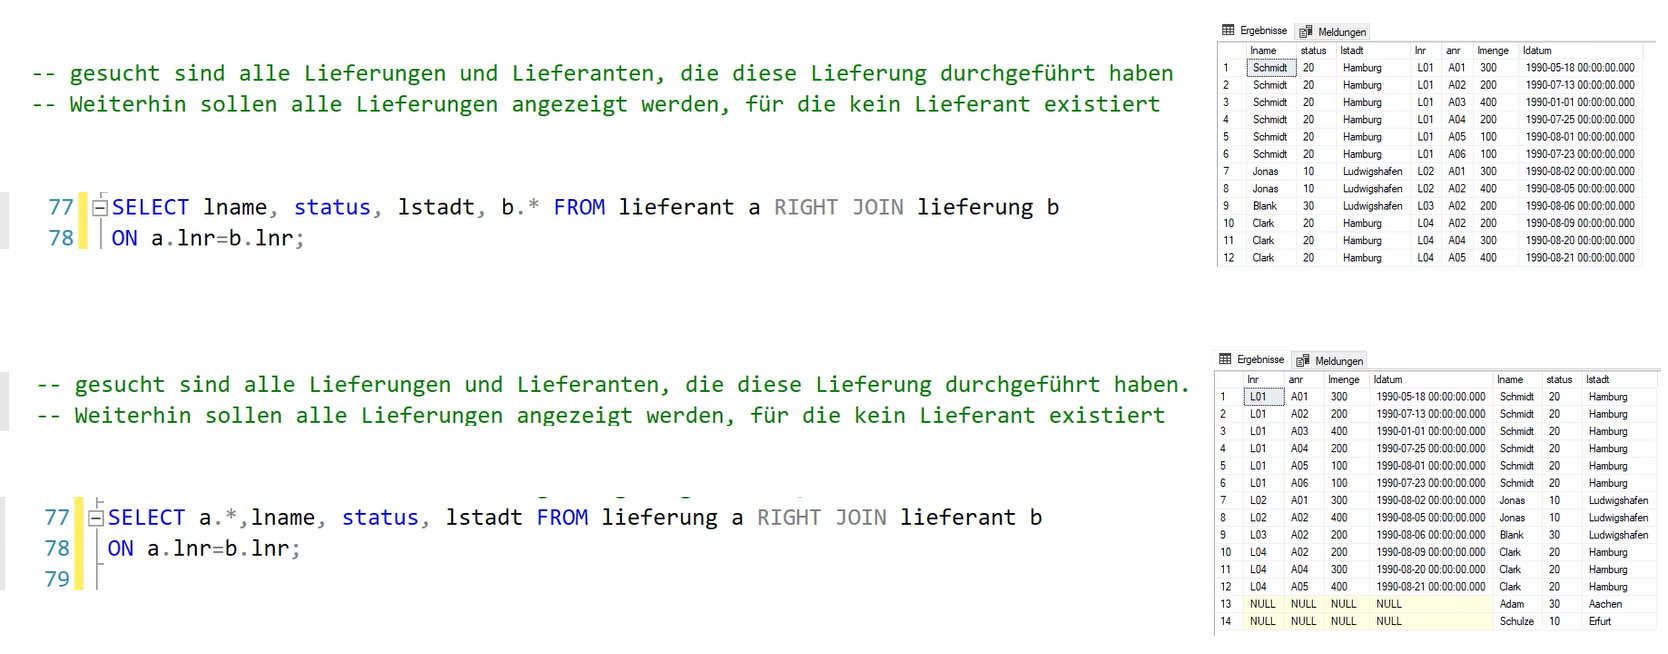 -- gesucht sind alle Lieferungen und Lieferanten, die diese Lieferung durchgeführt haben
-- Weiterhin sollen alle Lieferungen angezeigt werden, für die kein Lieferant existiert
77 SELECT lname, status, lstadt, b.* FROM lieferant a RIGHT JOIN lieferung b
78 ON a.lnr=b.lnr;
Ergebnisse Meldungen
lname status lstadt lnr anr lmenge ldatum
1 Schmidt 20 Hamburg L01 A01 300 1990-05-18 00:00:00.000
2 Schmidt 20 Hamburg L01 A02 200 1990-07-13 00:00:00.000
3 Schmidt 20 Hamburg L01 A03 400 1990-01-01 00:00:00.000
4 Schmidt 20 Hamburg L01 A04 200 1990-07-25 00:00:00.000
5 Schmidt 20 Hamburg L01 A05 100 1990-08-01 00:00:00.000
6 Schmidt 20 Hamburg L01 A06 100 1990-07-23 00:00:00.000
7 Jonas 10 Ludwigshafen L02 A01 300 1990-08-02 00:00:00.000
8 Jonas 10 Ludwigshafen L02 A02 400 1990-08-05 00:00:00.000
9 Blank 30 Ludwigshafen L03 A02 200 1990-08-06 00:00:00.000
10 Clark 20 Hamburg L04 A02 200 1990-08-09 00:00:00.000
11 Clark 20 Hamburg L04 A04 300 1990-08-20 00:00:00.000
12 Clark 20 Hamburg L04 A05 400 1990-08-21 00:00:00.000
-- gesucht sind alle Lieferungen und Lieferanten, die diese Lieferung durchgeführt haben.
-- Weiterhin sollen alle Lieferungen angezeigt werden, für die kein Lieferant existiert
77 SELECT a.*,lname, status, lstadt FROM lieferung a RIGHT JOIN lieferant b
78 ON a.lnr=b.lnr;
79
Ergebnisse Meldungen
lnr anr lmenge ldatum lname status lstadt
1 L01 A01 300 1990-05-18 00:00:00.000 Schmidt 20 Hamburg
2 L01 A02 200 1990-07-13 00:00:00.000 Schmidt 20 Hamburg
3 L01 A03 400 1990-01-01 00:00:00.000 Schmidt 20 Hamburg
4 L01 A04 200 1990-07-25 00:00:00.000 Schmidt 20 Hamburg
5 L01 A05 100 1990-08-01 00:00:00.000 Schmidt 20 Hamburg
6 L01 A06 100 1990-07-23 00:00:00.000 Schmidt 20 Hamburg
7 L02 A01 300 1990-08-02 00:00:00.000 Jonas 10 Ludwigshafen
8 L02 A02 400 1990-08-05 00:00:00.000 Jonas 10 Ludwigshafen
9 L03 A02 200 1990-08-06 00:00:00.000 Blank 30 Ludwigshafen
10 L04 A02 200 1990-08-09 00:00:00.000 Clark 20 Hamburg
11 L04 A04 300 1990-08-20 00:00:00.000 Clark 20 Hamburg
12 L04 A05 400 1990-08-21 00:00:00.000 Clark 20 Hamburg
13 NULL NULL NULL NULL Adam 30 Aachen
14 NULL NULL NULL NULL Schulze 10 Erfurt